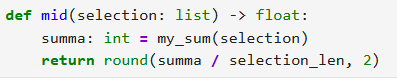 def mid(selection: list) -> float:
    summa: int = my_sum(selection)
    return round(summa / selection_len, 2)